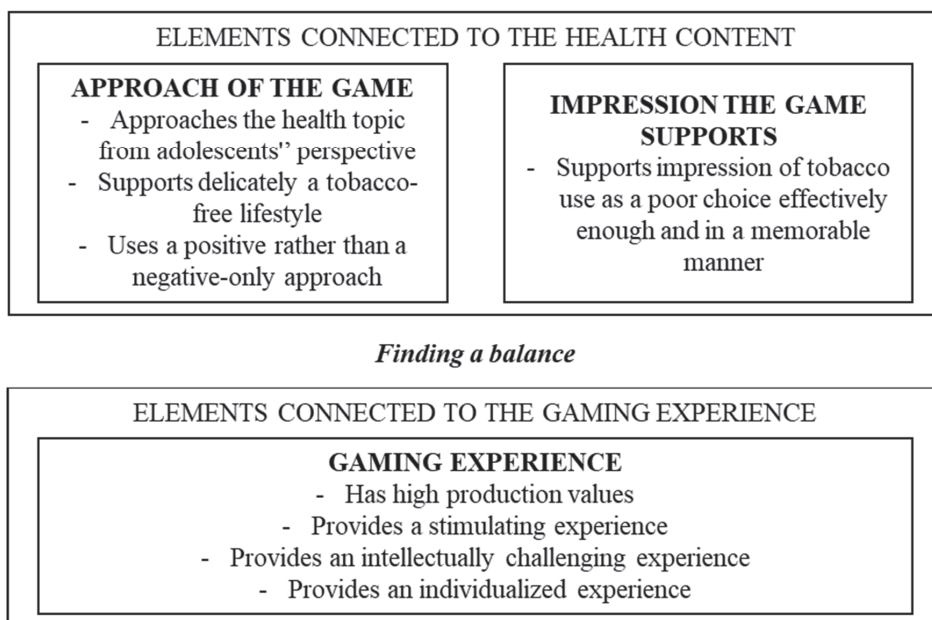 ELEMENTS CONNECTED TO THE HEALTH CONTENT
APPROACH OF THE GAME
- Approaches the health topic
from adolescents'’ perspective
- Supports delicately a tobacco-
free lifestyle
- Uses a positive rather than a
negative-only approach
IMPRESSION THE GAME
SUPPORTS
- Supports impression of tobacco
use as a poor choice effectively
enough and in a memorable
manner
Finding a balance
ELEMENTS CONNECTED TO THE GAMING EXPERIENCE
GAMING EXPERIENCE
- Has high production values
- Provides a stimulating experience
- Provides an intellectually challenging experience
- Provides an individualized experience